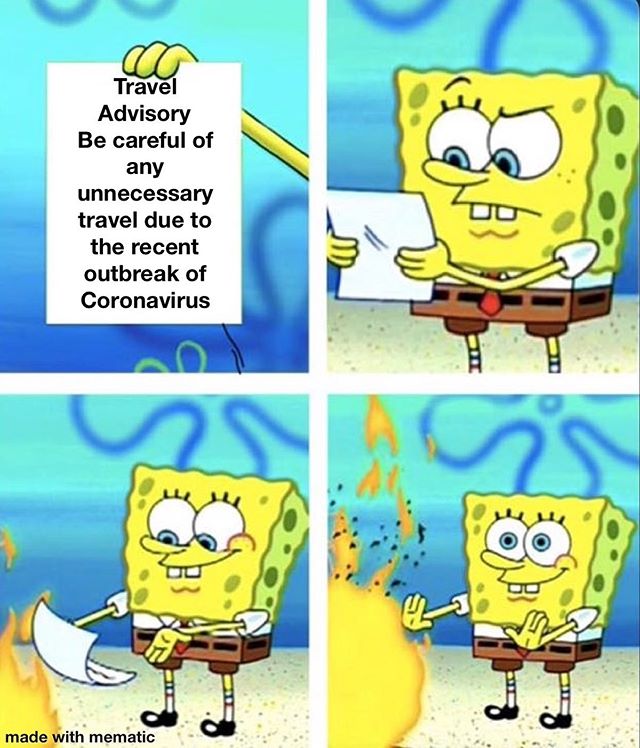 Travel
Advisory
Be careful of
any
unnecessary
travel due to
the recent
outbreak of
Coronavirus
made with mematic